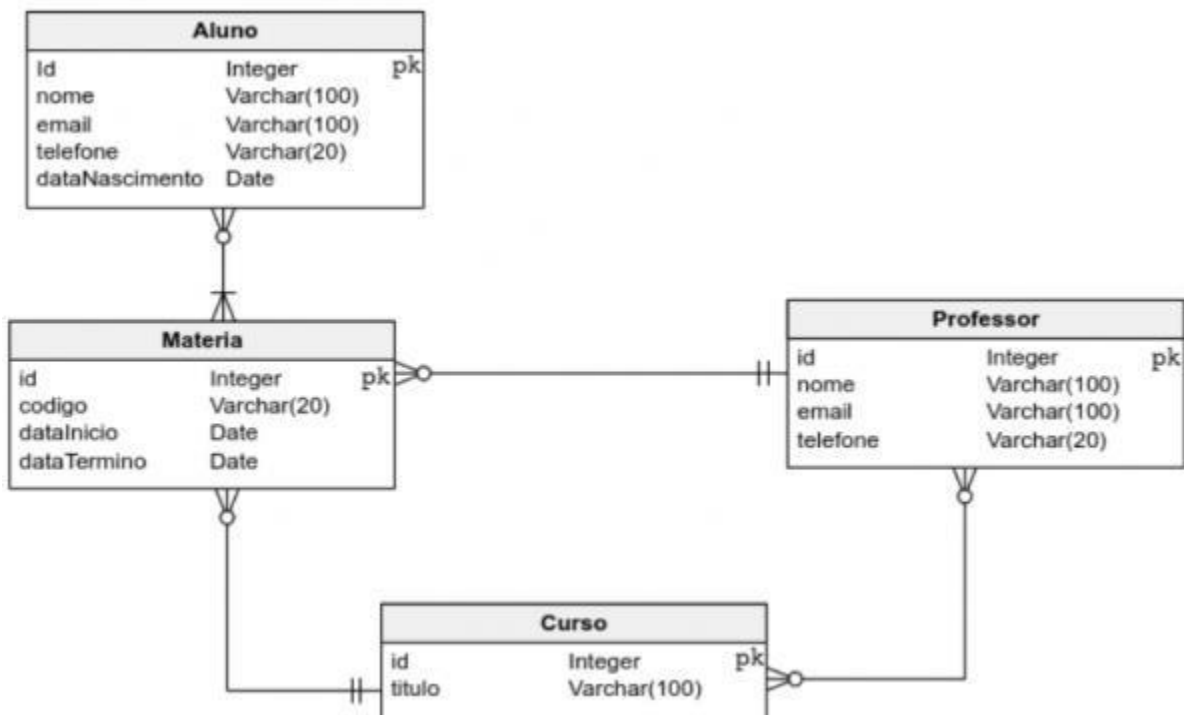 Aluno
Id Integer pk
nome Varchar(100)
email Varchar(100)
telefone Varchar(20)
dataNascimento Date
Materia
id Integer pk
codigo Varchar(20)
dataInicio Date
dataTermino Date
Professor
id Integer pk
nome Varchar(100)
email Varchar(100)
telefone Varchar(20)
Curso
id Integer pk
titulo Varchar(100)